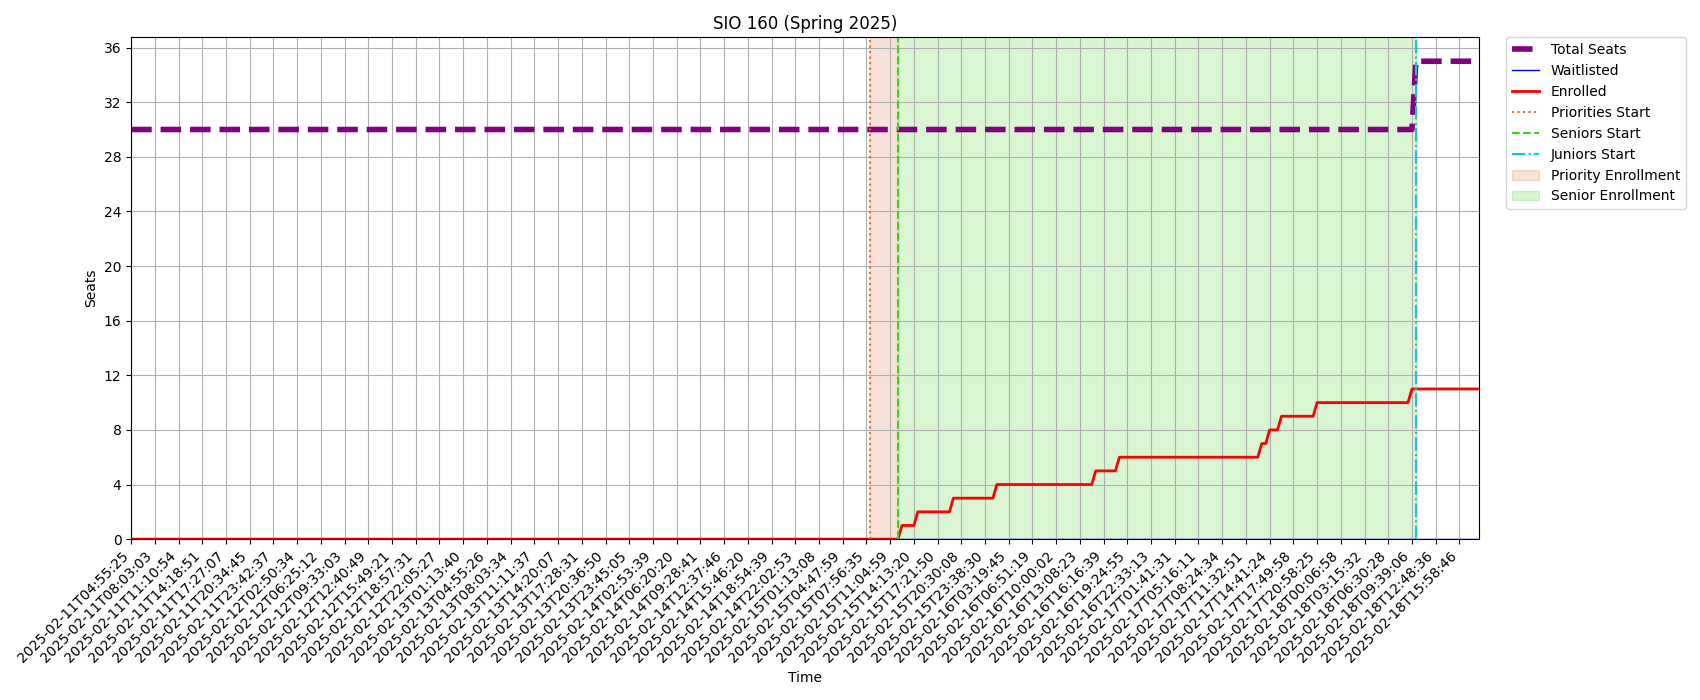 SIO 160 (Spring 2025)
Total Seats
Waitlisted
Enrolled
Priorities Start
Seniors Start
Juniors Start
Priority Enrollment
Senior Enrollment
Seats
36
32
28
24
20
16
12
8
4
0
2025-02-11T04:55:25
2025-02-11T08:03:03
2025-02-11T11:10:54
2025-02-11T14:18:51
2025-02-11T17:27:07
2025-02-11T20:34:45
2025-02-11T23:42:37
2025-02-12T02:50:34
2025-02-12T06:25:12
2025-02-12T09:33:03
2025-02-12T12:40:49
2025-02-12T15:49:21
2025-02-12T18:57:31
2025-02-12T22:05:27
2025-02-13T01:13:40
2025-02-13T04:55:26
2025-02-13T08:03:34
2025-02-13T11:11:37
2025-02-13T14:20:07
2025-02-13T17:28:31
2025-02-13T20:36:50
2025-02-13T23:45:05
2025-02-14T02:53:39
2025-02-14T06:20:20
2025-02-14T09:28:41
2025-02-14T12:37:46
2025-02-14T15:46:20
2025-02-14T18:54:39
2025-02-14T22:02:53
2025-02-15T01:13:08
2025-02-15T04:47:59
2025-02-15T07:56:35
2025-02-15T11:04:59
2025-02-15T14:13:20
2025-02-15T17:21:50
2025-02-15T20:30:08
2025-02-15T23:38:30
2025-02-16T03:19:45
2025-02-16T06:51:19
2025-02-16T10:00:02
2025-02-16T13:08:23
2025-02-16T16:16:39
2025-02-16T19:24:55
2025-02-16T22:33:13
2025-02-17T01:41:31
2025-02-17T05:16:11
2025-02-17T08:24:34
2025-02-17T11:32:51
2025-02-17T14:41:24
2025-02-17T17:49:58
2025-02-17T20:58:25
2025-02-18T00:06:58
2025-02-18T03:15:32
2025-02-18T06:30:28
2025-02-18T09:39:06
2025-02-18T12:48:36
2025-02-18T15:58:46
Time